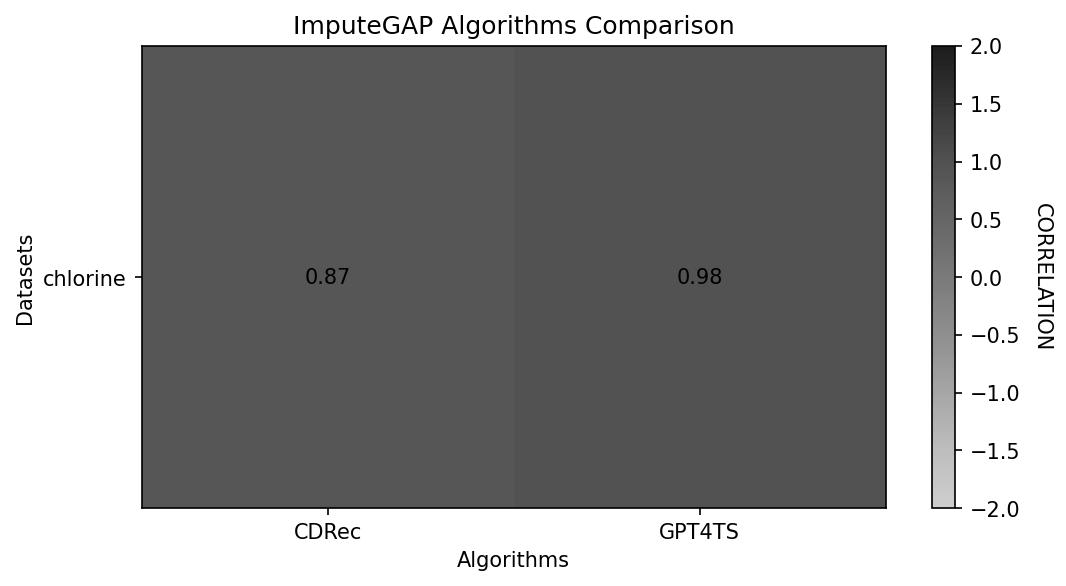 ImputeGAP Algorithms Comparison
Datasets
chlorine
0.87
0.98
CDRec
GPT4TS
Algorithms
2.0
1.5
1.0
0.5
0.0
−0.5
−1.0
−1.5
−2.0
CORRELATION